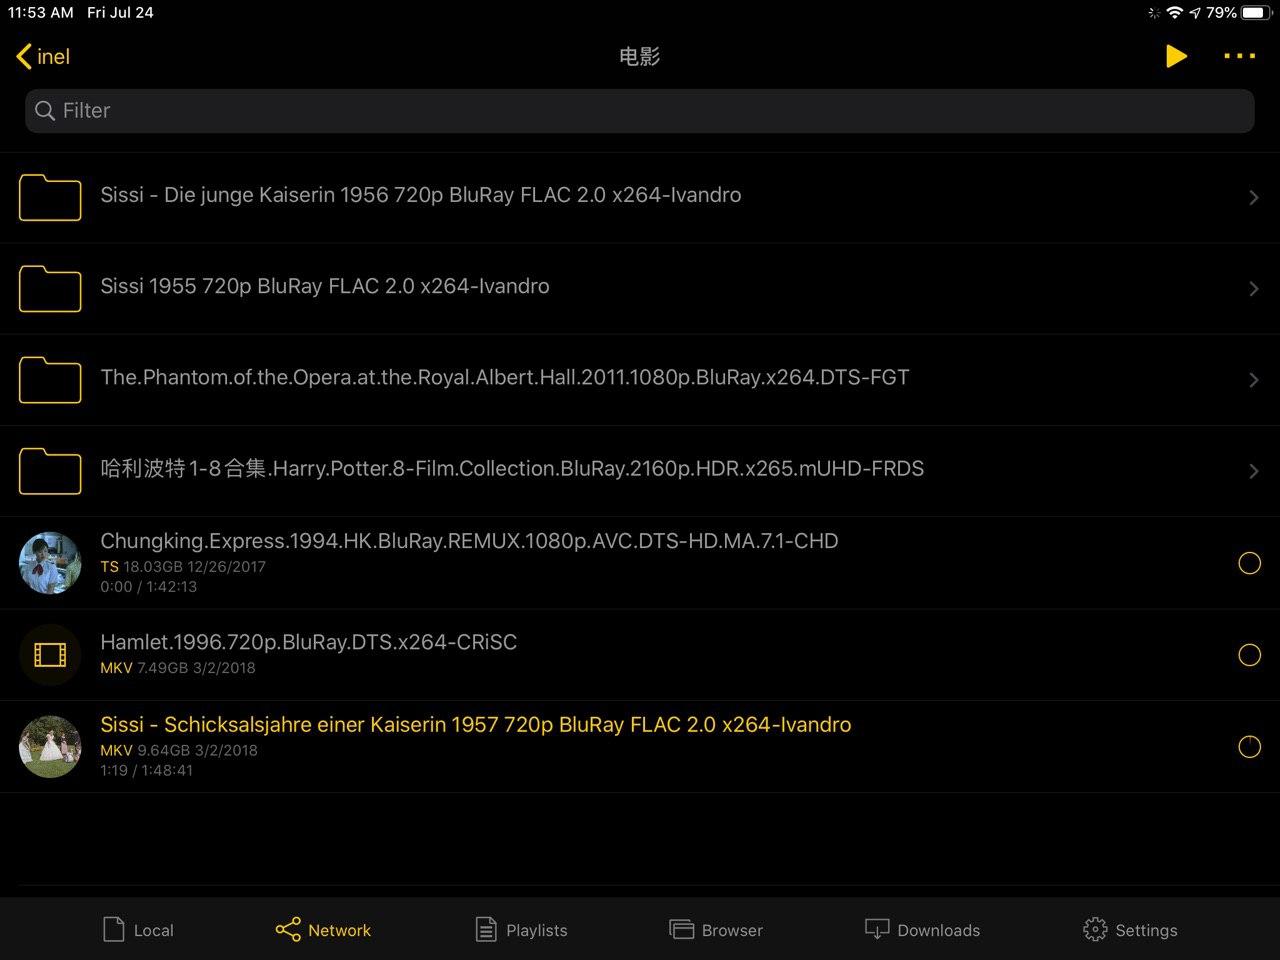 11:53 AM Fri Jul 24
79%
inel
电影
Filter
Sissi - Die junge Kaiserin 1956 720p BluRay FLAC 2.0 x264-Ivandro
Sissi 1955 720p BluRay FLAC 2.0 x264-Ivandro
The.Phantom.of.the.Opera.at.the.Royal.Albert.Hall.2011.1080p.BluRay.x264.DTS-FGT
哈利波特1-8合集.Harry.Potter.8-Film.Collection.BluRay.2160p.HDR.x265.mUHD-FRDS
Chungking.Express.1994.HK.BluRay.REMUX.1080p.AVC.DTS-HD.MA.7.1-CHD
TS 18.03GB 12/26/2017
0:00 / 1:42:13
Hamlet.1996.720p.BluRay.DTS.x264-CRiSC
MKV 7.49GB 3/2/2018
Sissi - Schicksalsjahre einer Kaiserin 1957 720p BluRay FLAC 2.0 x264-Ivandro
MKV 9.64GB 3/2/2018
1:19 / 1:48:41
Local
Network
Playlists
Browser
Downloads
Settings